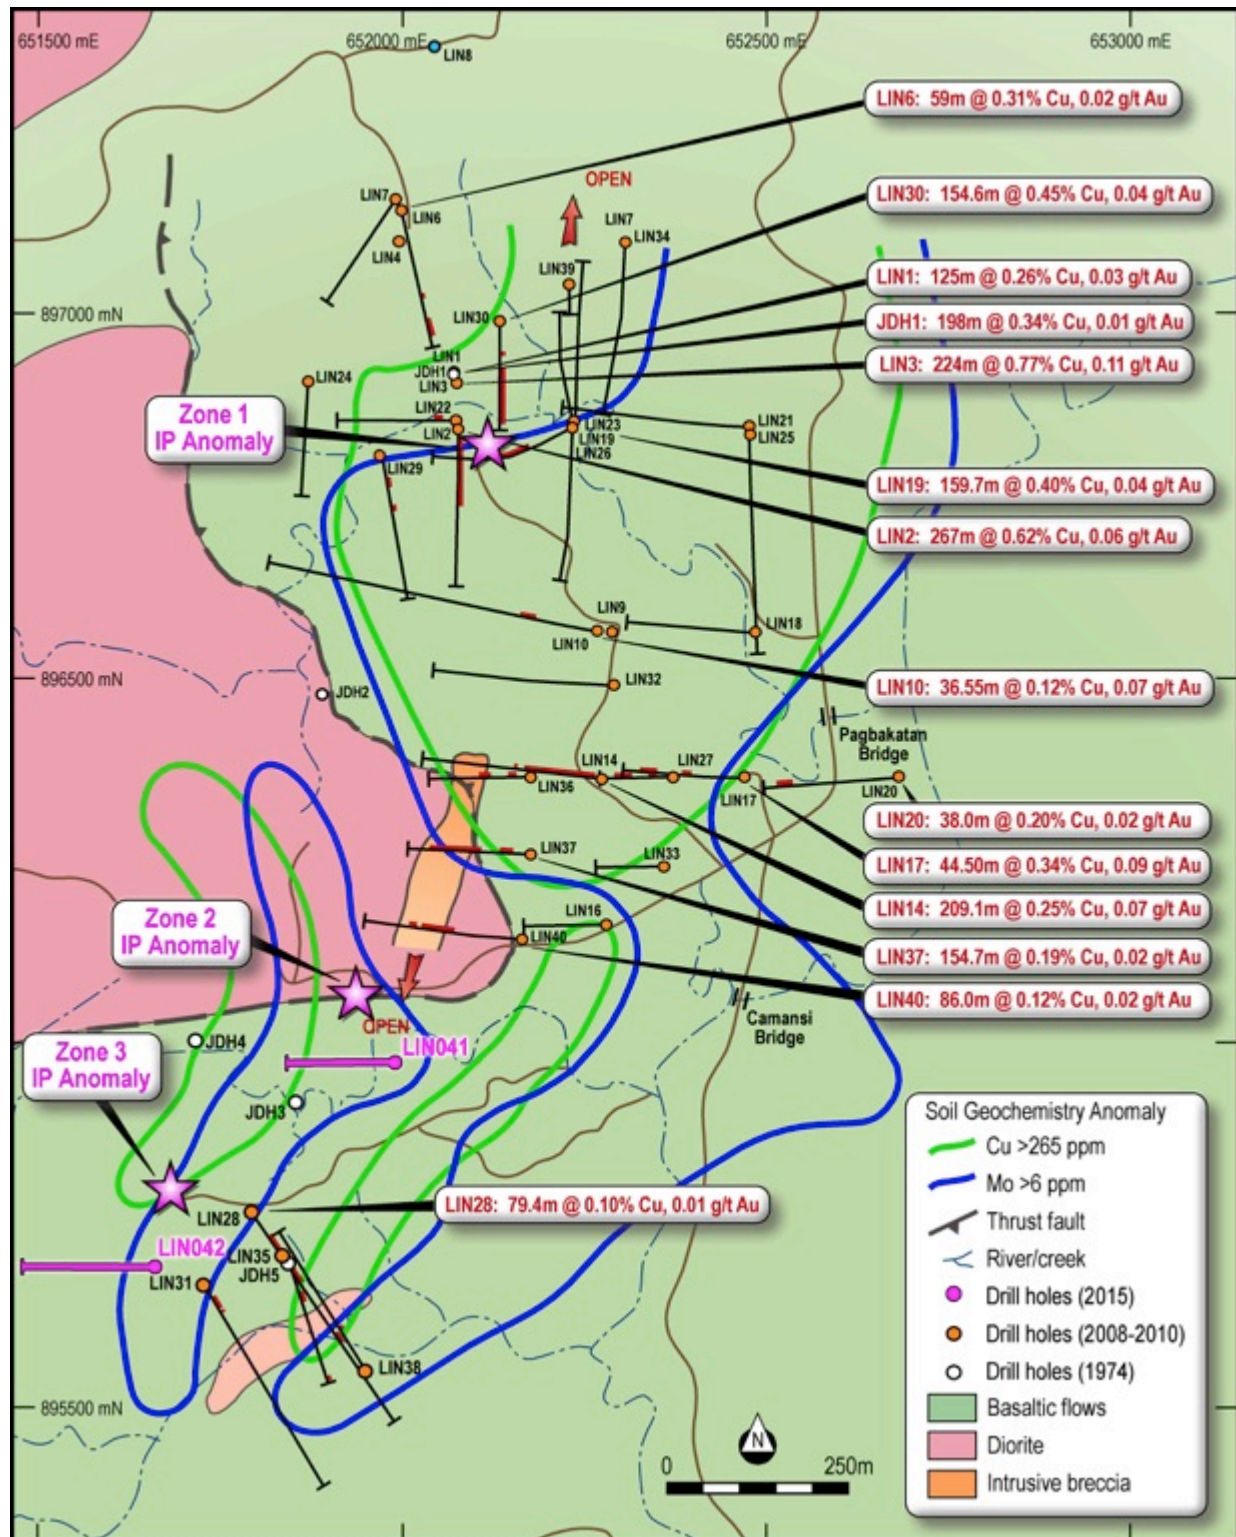 651500 mE
652000 mE
652500 mE
653000 mE
LIN8
LIN6: 59m @ 0.31% Cu, 0.02 g/t Au
LIN7
OPEN
LIN30: 154.6m @ 0.45% Cu, 0.04 g/t Au
LIN6
LIN7
LIN4
LIN34
LIN39
LIN1: 125m @ 0.26% Cu, 0.03 g/t Au
897000 mN
LIN30
JDH1: 198m @ 0.34% Cu, 0.01 g/t Au
LIN1
JDH1
LIN3
LIN3: 224m @ 0.77% Cu, 0.11 g/t Au
LIN24
Zone 1
IP Anomaly
LIN22
LIN2
LIN23
LIN19
LIN26
LIN21
LIN25
LIN29
LIN19: 159.7m @ 0.40% Cu, 0.04 g/t Au
LIN2: 267m @ 0.62% Cu, 0.06 g/t Au
LIN9
LIN10
LIN18
896500 mN
LIN32
LIN10: 36.55m @ 0.12% Cu, 0.07 g/t Au
JDH2
Pagbakatan
Bridge
LIN14
LIN27
LIN36
LIN17
LIN20
LIN20: 38.0m @ 0.20% Cu, 0.02 g/t Au
LIN37
LIN33
LIN17: 44.50m @ 0.34% Cu, 0.09 g/t Au
LIN14: 209.1m @ 0.25% Cu, 0.07 g/t Au
Zone 2
IP Anomaly
LIN16
LIN40
LIN37: 154.7m @ 0.19% Cu, 0.02 g/t Au
LIN40: 86.0m @ 0.12% Cu, 0.02 g/t Au
OPEN
Camansi
Bridge
JDH4
LIN041
Zone 3
IP Anomaly
JDH3
LIN28: 79.4m @ 0.10% Cu, 0.01 g/t Au
LIN28
LIN042
LIN35
JDH5
LIN31
LIN38
895500 mN
N
0
250m
Soil Geochemistry Anomaly
Cu >265 ppm
Mo >6 ppm
Thrust fault
River/creek
Drill holes (2015)
Drill holes (2008-2010)
Drill holes (1974)
Basaltic flows
Diorite
Intrusive breccia